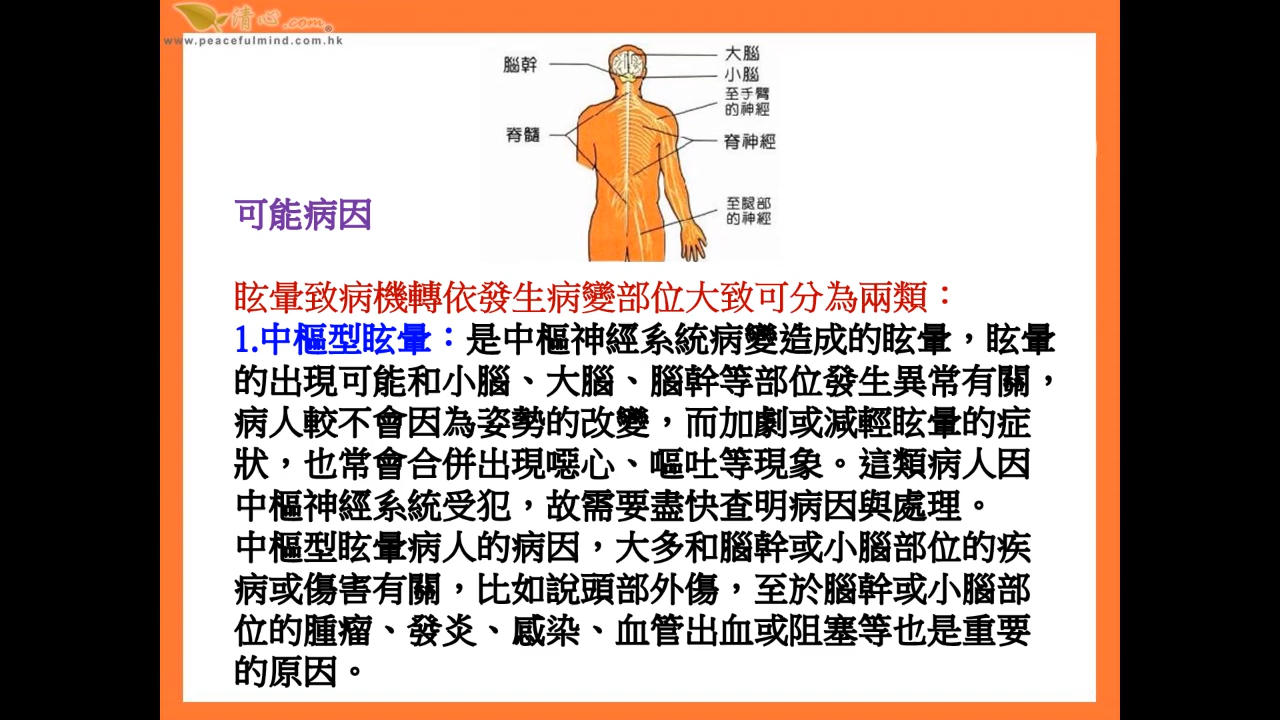 清心.com®
www.peacefulmind.com.hk
腦幹
大腦
小腦
至手臂
的神經
脊髓
脊神經
至腿部
的神經
可能病因
眩暈致病機轉依發生病變部位大致可分為兩類：
1.中樞型眩暈：是中樞神經系統病變造成的眩暈，眩暈
的出現可能和小腦、大腦、腦幹等部位發生異常有關，
病人較不會因為姿勢的改變，而加劇或減輕眩暈的症
狀，也常會合併出現噁心、嘔吐等現象。這類病人因
中樞神經系統受犯，故需要盡快查明病因與處理。
中樞型眩暈病人的病因，大多和腦幹或小腦部位的疾
病或傷害有關，比如說頭部外傷，至於腦幹或小腦部
位的腫瘤、發炎、感染、血管出血或阻塞等也是重要
的原因。